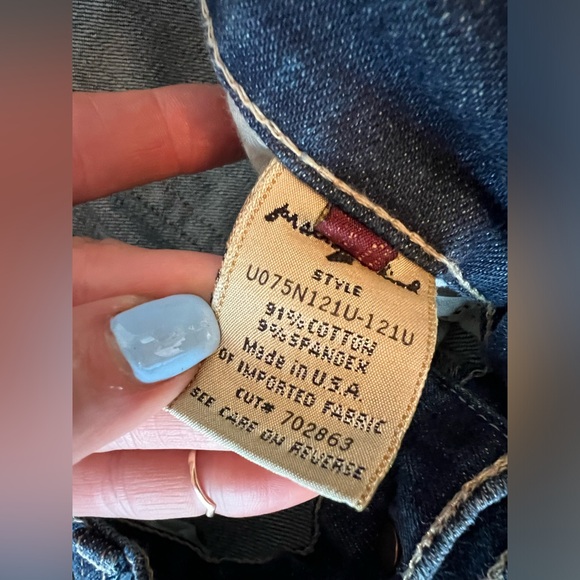 STYLE
U075N121U-121U
91% COTTON
9% SPANDEX
Made in U.S.A.
OF IMPORTED FABRIC
CUT# 702863
SEE CARE ON REVERSE